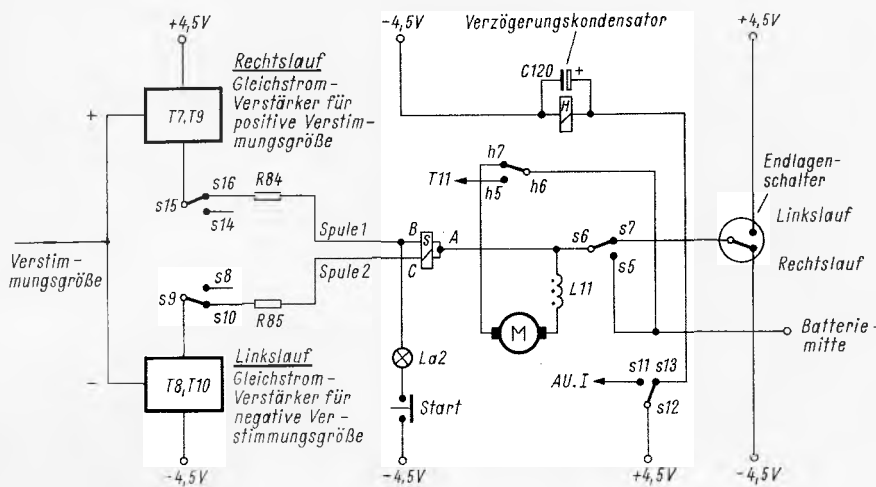 +4,5V
Rechtslauf
Gleichstrom-
Verstärker für
positive Verstim-
mungsgröße
T7,T9
+
s16
R84
s15
s14
Spule 1
Verstim-
mungsgröße
Spule 2
s8
s9
s10
R85
Linkslauf
Gleichstrom-
Verstärker für
negative Ver-
stimmungsgröße
T8,T10
−
-4,5V
-4,5V
Verzögerungskondensator
C120
+
H
h7
T11
h5
h6
B
S
A
C
s6
s7
s5
L11
M
La2
Start
-4,5V
AU.I
s11
s13
s12
+4,5V
+4,5V
Endlagen-
schalter
Linkslauf
Rechtslauf
Batterie-
mitte
-4,5V